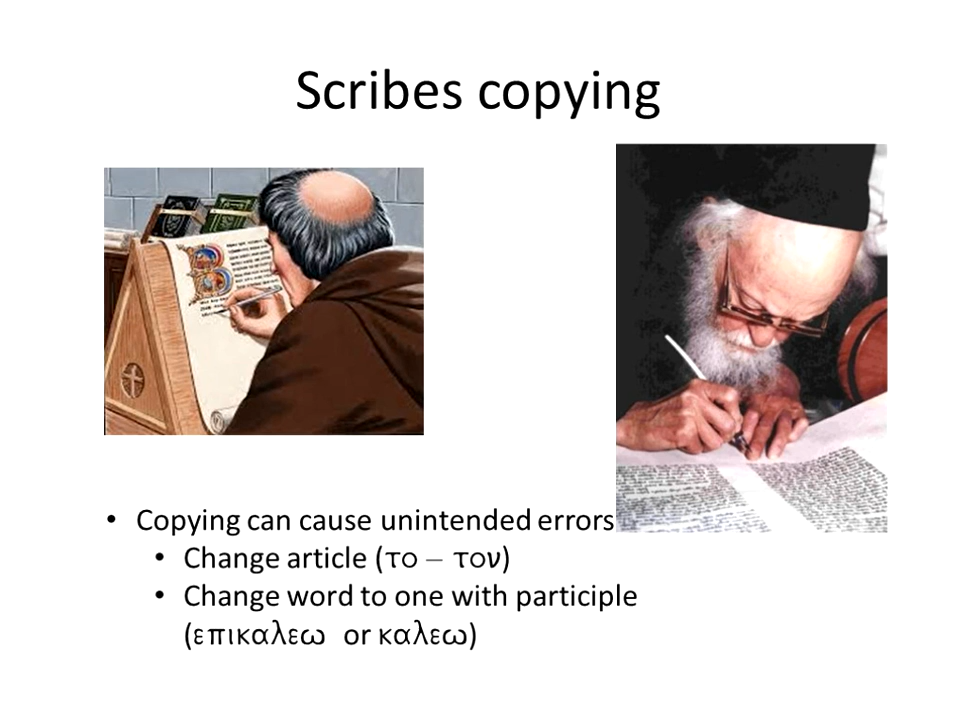 Scribes copying
• Copying can cause unintended errors
• Change article (το – τον)
• Change word to one with participle
(επικαλεω or καλεω)